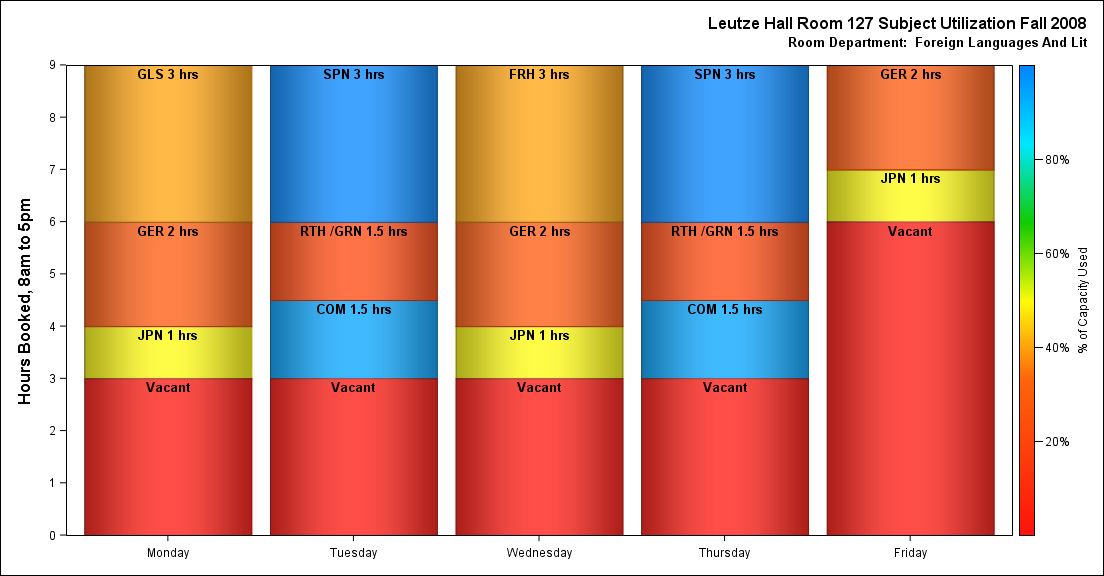 Leutze Hall Room 127 Subject Utilization Fall 2008
Room Department:  Foreign Languages And Lit
Hours Booked, 8am to 5pm
9
8
7
6
5
4
3
2
1
0
GLS 3 hrs
GER 2 hrs
JPN 1 hrs
Vacant
SPN 3 hrs
RTH /GRN 1.5 hrs
COM 1.5 hrs
Vacant
FRH 3 hrs
GER 2 hrs
JPN 1 hrs
Vacant
SPN 3 hrs
RTH /GRN 1.5 hrs
COM 1.5 hrs
Vacant
GER 2 hrs
JPN 1 hrs
Vacant
Monday
Tuesday
Wednesday
Thursday
Friday
80%
60%
40%
20%
% of Capacity Used